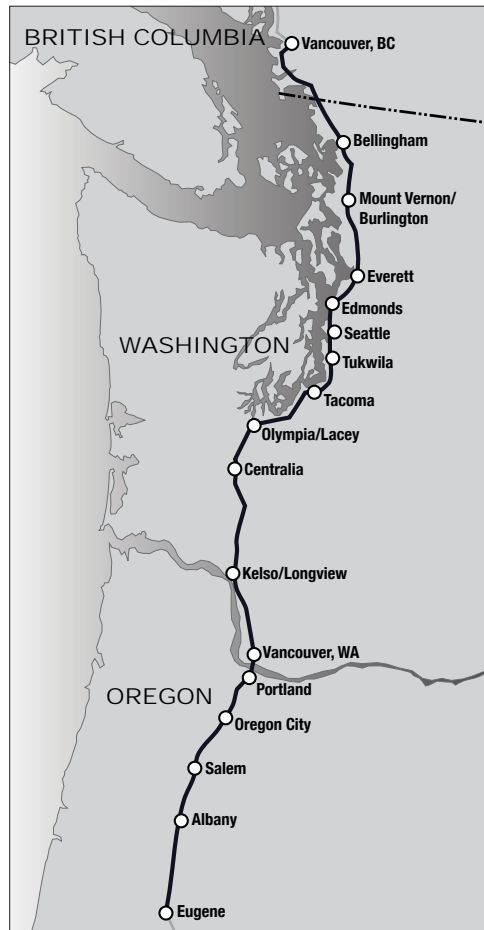 BRITISH COLUMBIA
Vancouver, BC
Bellingham
Mount Vernon/
Burlington
Everett
Edmonds
Seattle
WASHINGTON
Tukwila
Tacoma
Olympia/Lacey
Centralia
Kelso/Longview
Vancouver, WA
Portland
OREGON
Oregon City
Salem
Albany
Eugene